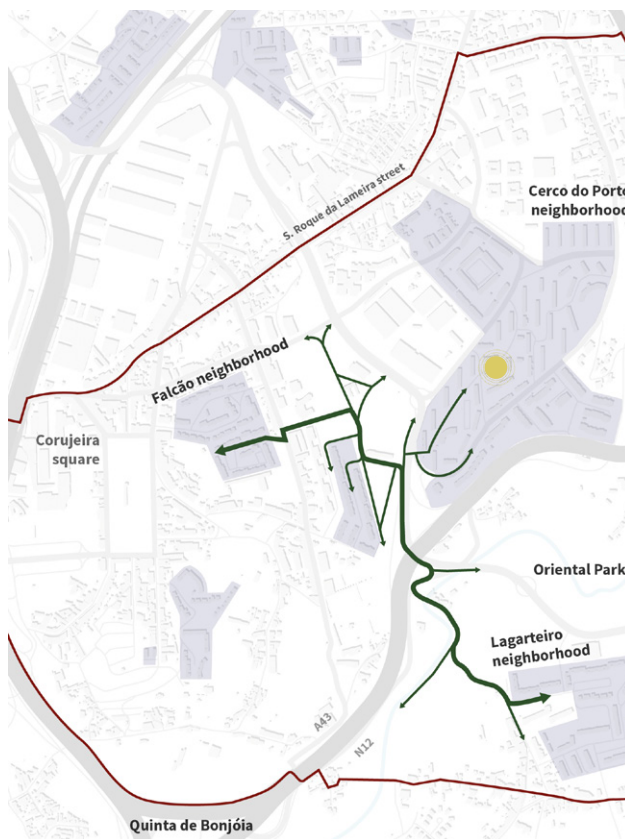 S. Roque da Lameira street
Cerco do Porto
neighborhood
Falcão neighborhood
Corujeira
square
Oriental Park
Lagarteiro
neighborhood
A43
N12
Quinta de Bonjóia